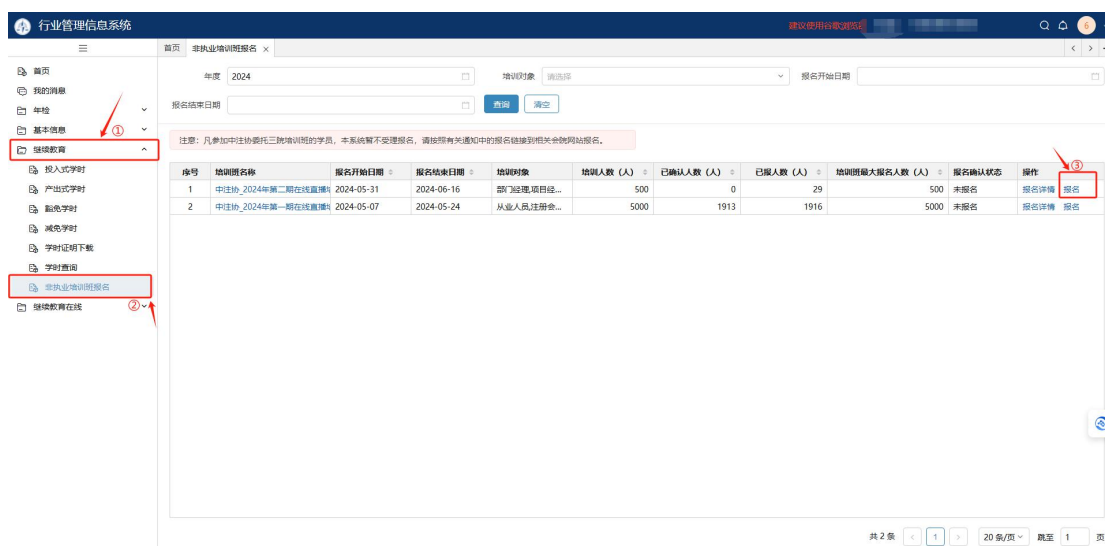 行业管理信息系统
建议使用谷歌浏览
6
首页 非执业培训班报名 ×
首页
我的消息
年检
基本信息
①
继续教育
投入式学时
产出式学时
豁免学时
减免学时
学时证明下载
学时查询
非执业培训班报名
继续教育在线
②
年度 2024 培训对象 请选择 报名开始日期
报名结束日期 查询 清空
注意：凡参加中注协委托三院培训班的学员，本系统暂不受理报名，请按照有关通知中的报名链接到相关会院网站报名。
③
序号 培训班名称 报名开始日期 报名结束日期 培训对象 培训人数（人） 已确认人数（人） 已报人数（人） 培训班最大报名人数（人） 报名确认状态 操作
1 中注协_2024年第二期在线直播 2024-05-31 2024-06-16 部门经理,项目经... 500 0 29 500 未报名 报名详情 报名
2 中注协_2024年第一期在线直播 2024-05-07 2024-05-24 从业人员,注册会... 5000 1913 1916 5000 未报名 报名详情 报名
共 2 条 < 1 > 20 条/页 跳至 1 页